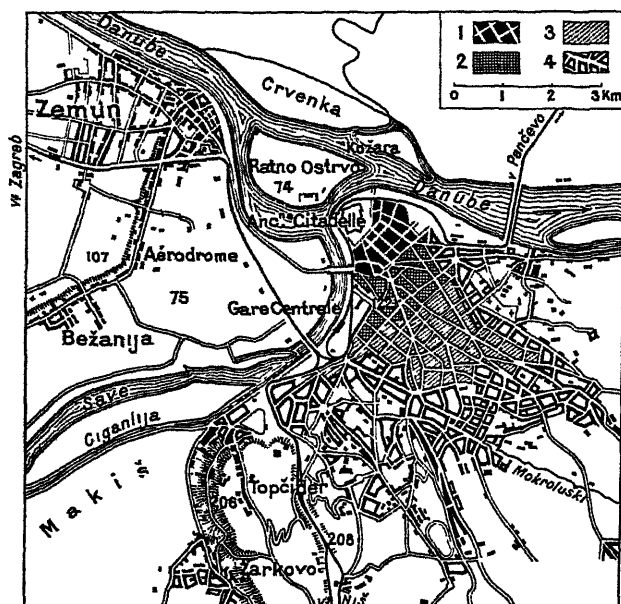 1 3
2 4
0 1 2 3 Km
Danube
Crvenka
Zemun
Kožara
vs Zagreb
Ratno Ostrvo
74
v Pančevo
Danube
Anc. Citadelle
107
Aérodrome
75
Gare Centrale
Bežanija
Save
Ciganlija
Makiš
Mokroluški
Topčider
208
Žarkovo